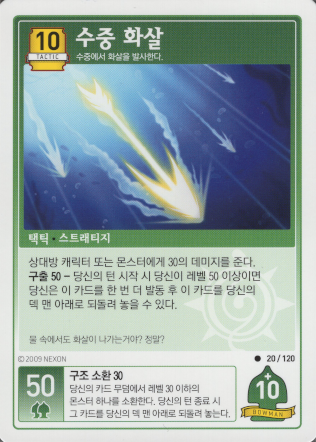 10
TACTIC
수중 화살
수중에서 화살을 발사한다.
택틱 · 스트래티지
상대방 캐릭터 또는 몬스터에게 30의 데미지를 준다.
구출 50 – 당신의 턴 시작 시 당신이 레벨 50 이상이면
당신은 이 카드를 한 번 더 발동 후 이 카드를 당신의
덱 맨 아래로 되돌려 놓을 수 있다.
물 속에서도 화살이 나가는거야? 정말?
©2009 NEXON
● 20/120
50
구조 소환 30
당신의 카드 무덤에서 레벨 30 이하의
몬스터 하나를 소환한다. 당신의 턴 종료 시
그 카드를 당신의 덱 맨 아래로 되돌려 놓는다.
+
10
BOWMAN